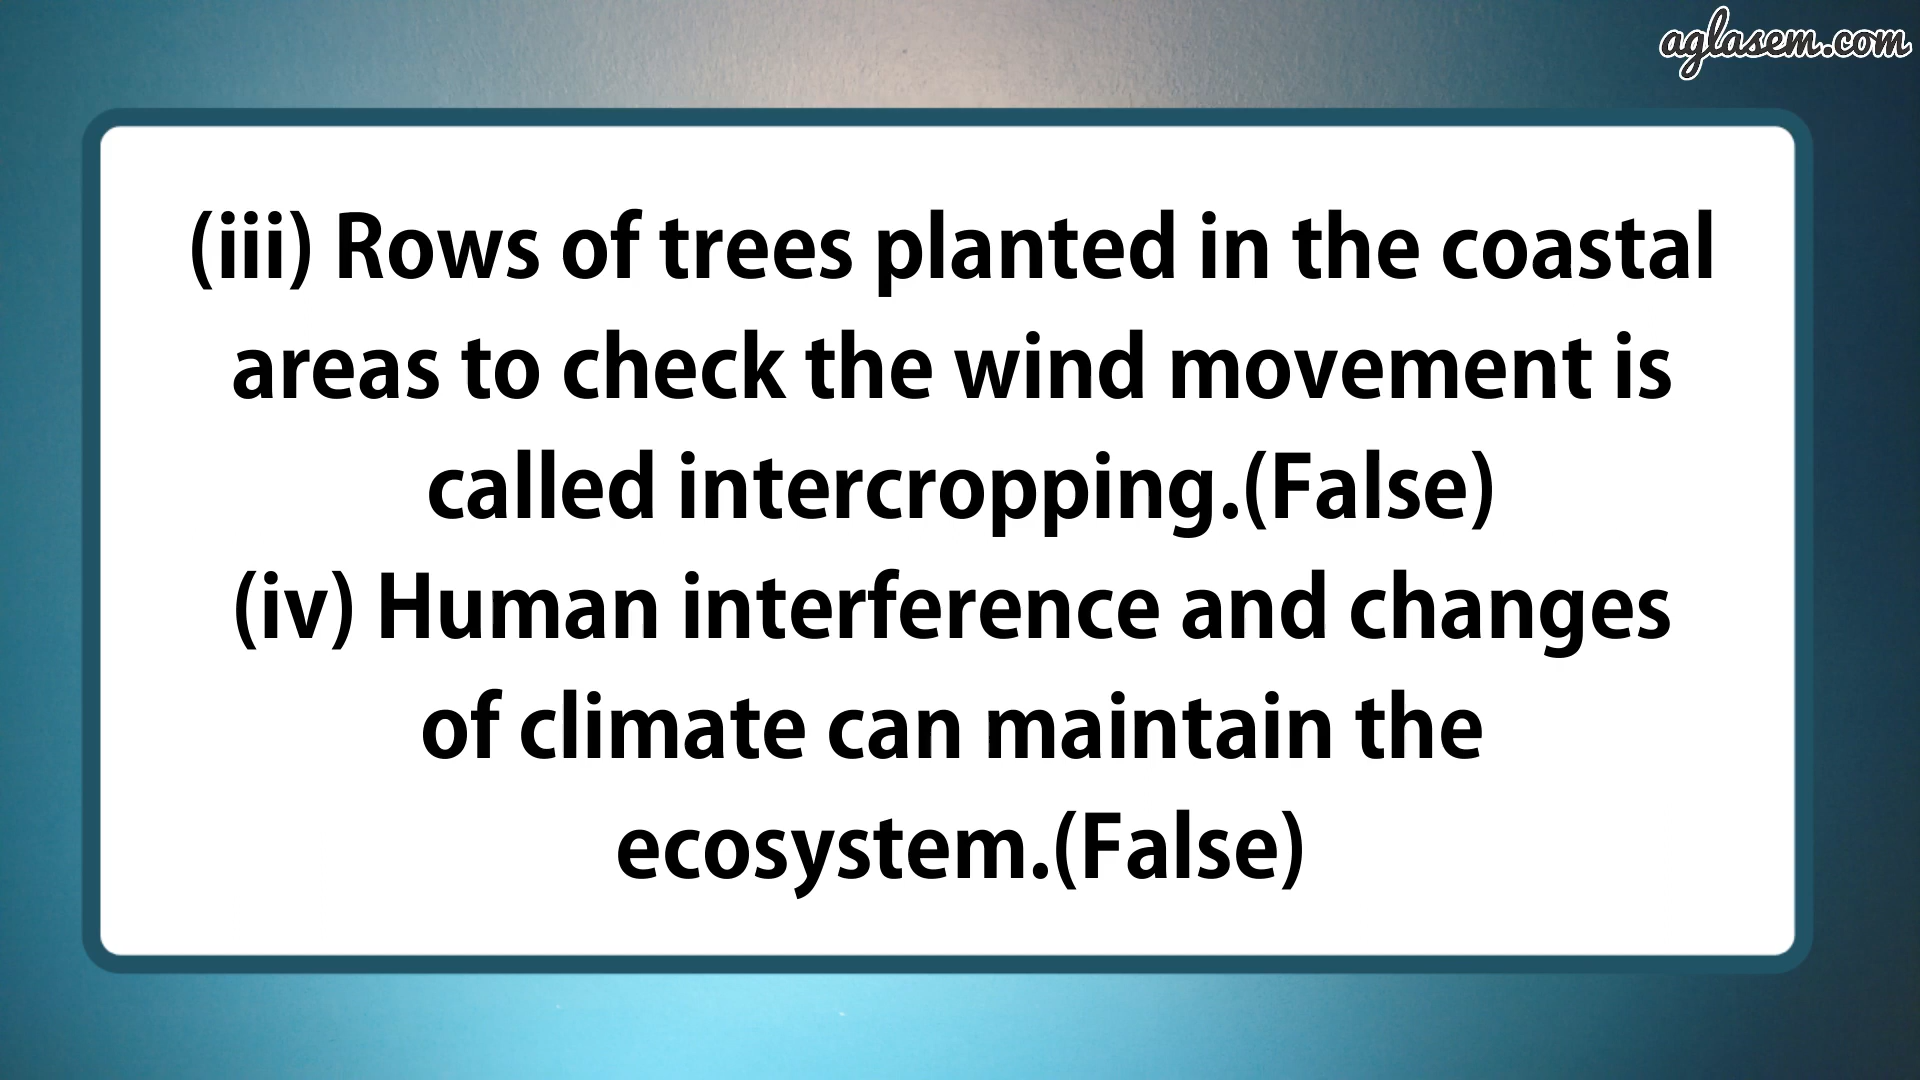 aglasem.com
(iii) Rows of trees planted in the coastal
areas to check the wind movement is
called intercropping.(False)
(iv) Human interference and changes
of climate can maintain the
ecosystem.(False)